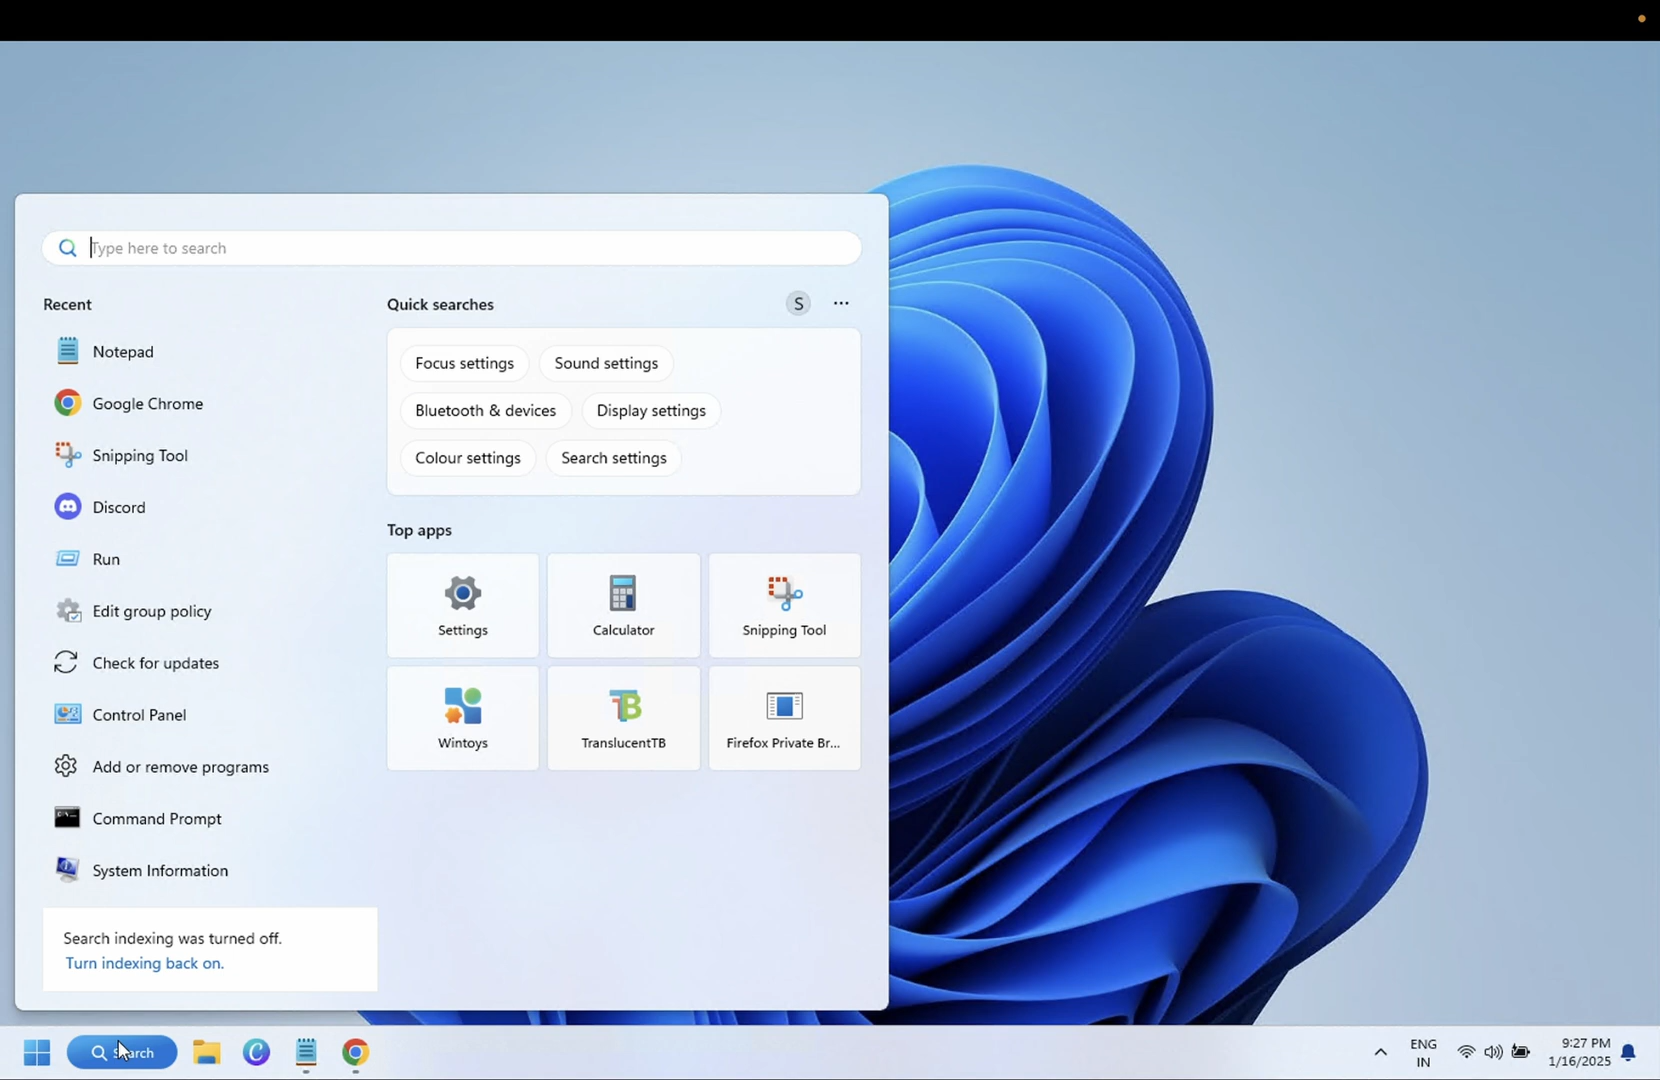 Type here to search
Recent
Notepad
Google Chrome
Snipping Tool
Discord
Run
Edit group policy
Check for updates
Control Panel
Add or remove programs
Command Prompt
System Information
Search indexing was turned off.
Turn indexing back on.
Quick searches
S
Focus settings
Sound settings
Bluetooth & devices
Display settings
Colour settings
Search settings
Top apps
Settings
Calculator
Snipping Tool
Wintoys
TranslucentTB
Firefox Private Br...
ENG
IN
9:27 PM
1/16/2025